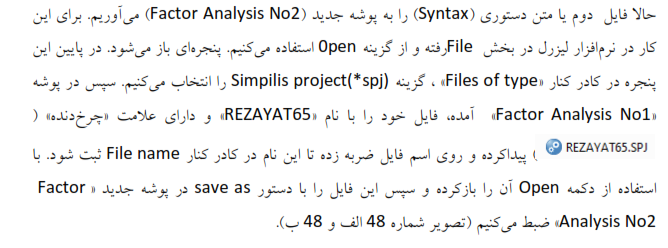 حالا فایل دوم یا متن دستوری (Syntax) را به پوشه جدید (Factor Analysis No2) می‌آوریم. برای این
کار در نرم‌افزار لیزرل در بخش Fileرفته و از گزینه Open استفاده می‌کنیم. پنجره‌ای باز می‌شود. در پایین این
پنجره در کادر کنار «Files of type» ، گزینه Simpilis project(*spj) را انتخاب می‌کنیم. سپس در پوشه
«Factor Analysis No1» آمده، فایل خود را با نام «REZAYAT65» و دارای علامت «چرخ‌دنده» (
REZAYAT65.SPJ ) پیداکرده و روی اسم فایل ضربه زده تا این نام در کادر کنار File name ثبت شود. با
استفاده از دکمه Open آن را بازکرده و سپس این فایل را با دستور save as در پوشه جدید « Factor
Analysis No2» ضبط می‌کنیم (تصویر شماره 48 الف و 48 ب).